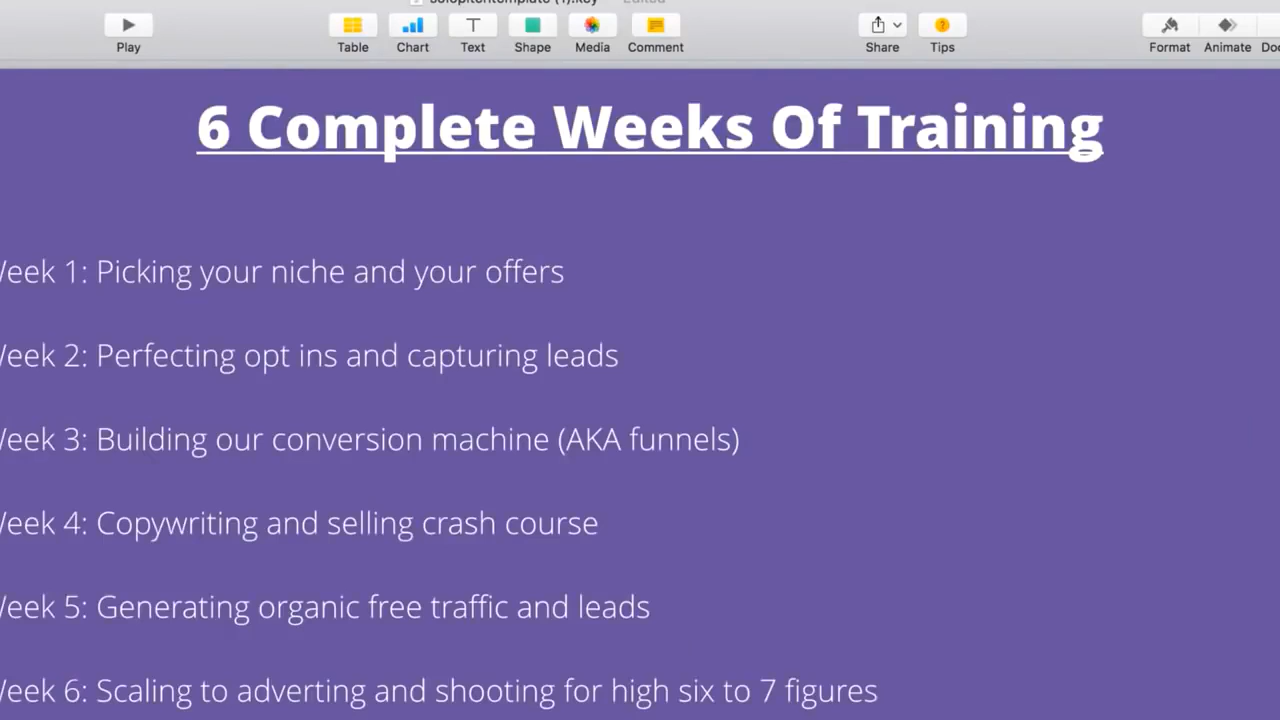 Play
Table
Chart
Text
Shape
Media
Comment
Share
Tips
Format
Animate
6 Complete Weeks Of Training
Week 1: Picking your niche and your offers
Week 2: Perfecting opt ins and capturing leads
Week 3: Building our conversion machine (AKA funnels)
Week 4: Copywriting and selling crash course
Week 5: Generating organic free traffic and leads
Week 6: Scaling to adverting and shooting for high six to 7 figures